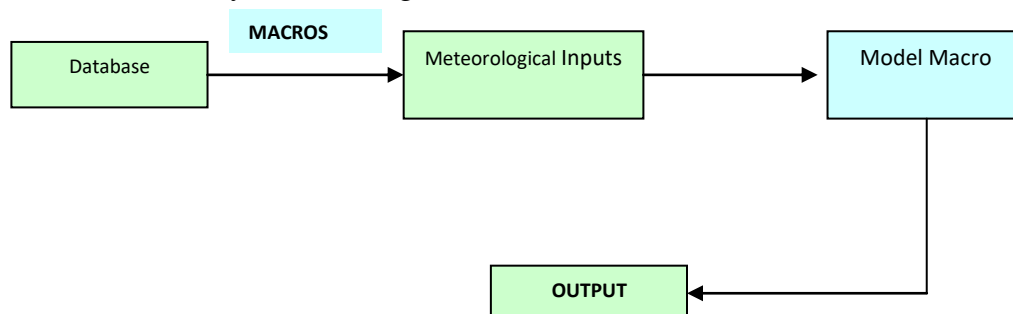 MACROS
Database
Meteorological Inputs
Model Macro
OUTPUT